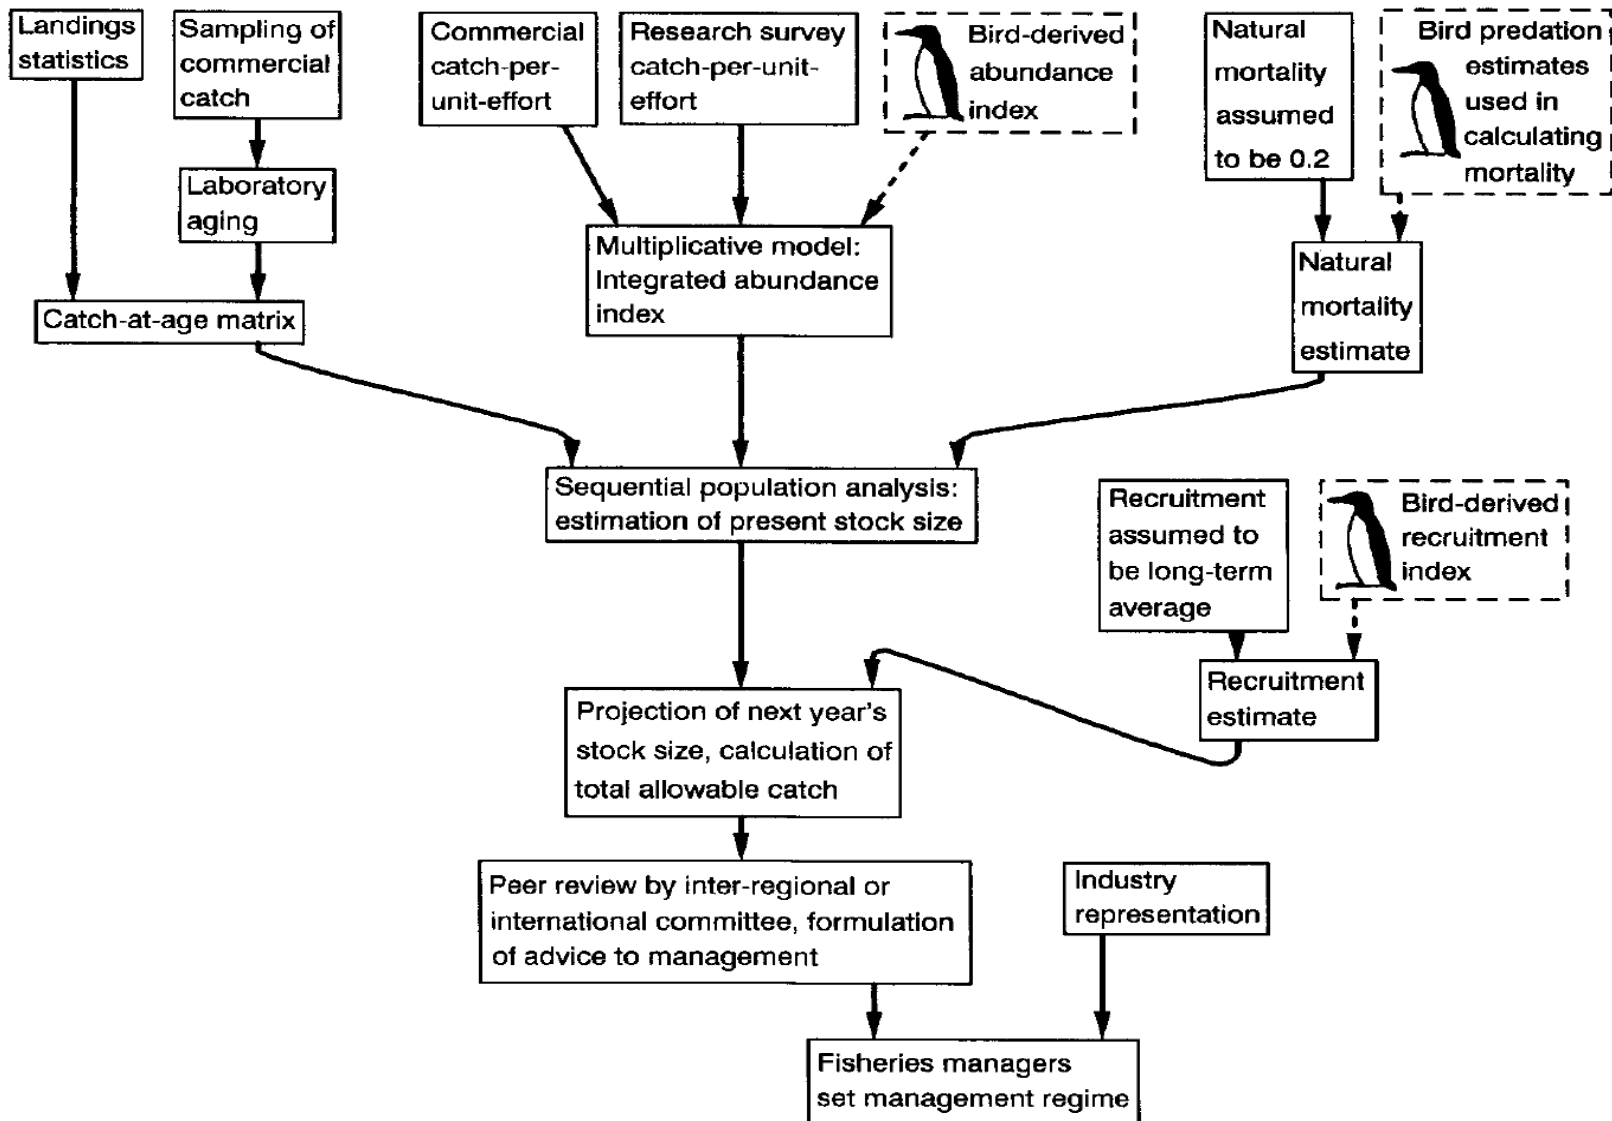 Landings
statistics
Sampling of
commercial
catch
Commercial
catch-per-
unit-effort
Research survey
catch-per-unit-
effort
Bird-derived
abundance
index
Natural
mortality
assumed
to be 0.2
Bird predation
estimates
used in
calculating
mortality
Laboratory
aging
Multiplicative model:
Integrated abundance
index
Natural
mortality
estimate
Catch-at-age matrix
Sequential population analysis:
estimation of present stock size
Recruitment
assumed to
be long-term
average
Bird-derived
recruitment
index
Recruitment
estimate
Projection of next year's
stock size, calculation of
total allowable catch
Peer review by inter-regional or
international committee, formulation
of advice to management
Industry
representation
Fisheries managers
set management regime